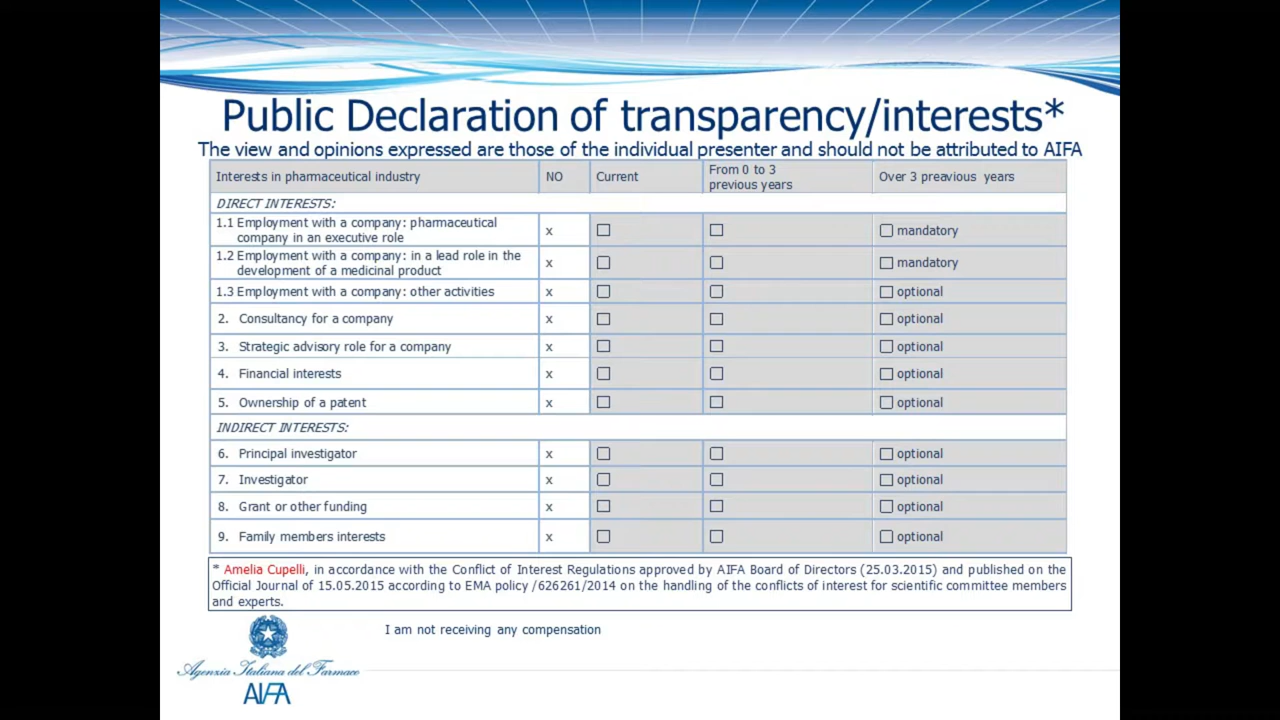 Public Declaration of transparency/interests*
The view and opinions expressed are those of the individual presenter and should not be attributed to AIFA
Interests in pharmaceutical industry NO Current From 0 to 3 previous years Over 3 preavious years
DIRECT INTERESTS:
1.1 Employment with a company: pharmaceutical company in an executive role x ☐ ☐ ☐ mandatory
1.2 Employment with a company: in a lead role in the development of a medicinal product x ☐ ☐ ☐ mandatory
1.3 Employment with a company: other activities x ☐ ☐ ☐ optional
2. Consultancy for a company x ☐ ☐ ☐ optional
3. Strategic advisory role for a company x ☐ ☐ ☐ optional
4. Financial interests x ☐ ☐ ☐ optional
5. Ownership of a patent x ☐ ☐ ☐ optional
INDIRECT INTERESTS:
6. Principal investigator x ☐ ☐ ☐ optional
7. Investigator x ☐ ☐ ☐ optional
8. Grant or other funding x ☐ ☐ ☐ optional
9. Family members interests x ☐ ☐ ☐ optional
* Amelia Cupelli, in accordance with the Conflict of Interest Regulations approved by AIFA Board of Directors (25.03.2015) and published on the
Official Journal of 15.05.2015 according to EMA policy /626261/2014 on the handling of the conflicts of interest for scientific committee members
and experts.
I am not receiving any compensation
Agenzia Italiana del Farmaco
AIFA